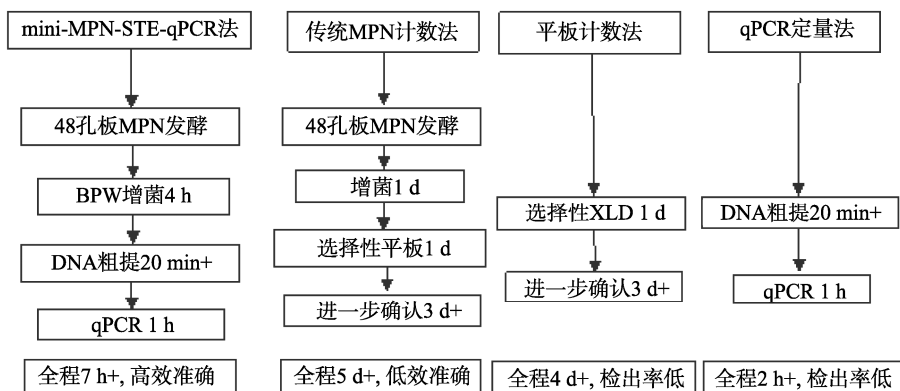 mini-MPN-STE-qPCR法
48孔板MPN发酵
BPW增菌4 h
DNA粗提20 min+
qPCR 1 h
全程7 h+, 高效准确
传统MPN计数法
48孔板MPN发酵
增菌1 d
选择性平板1 d
进一步确认3 d+
全程5 d+, 低效准确
平板计数法
选择性XLD 1 d
进一步确认3 d+
全程4 d+, 检出率低
qPCR定量法
DNA粗提20 min+
qPCR 1 h
全程2 h+, 检出率低